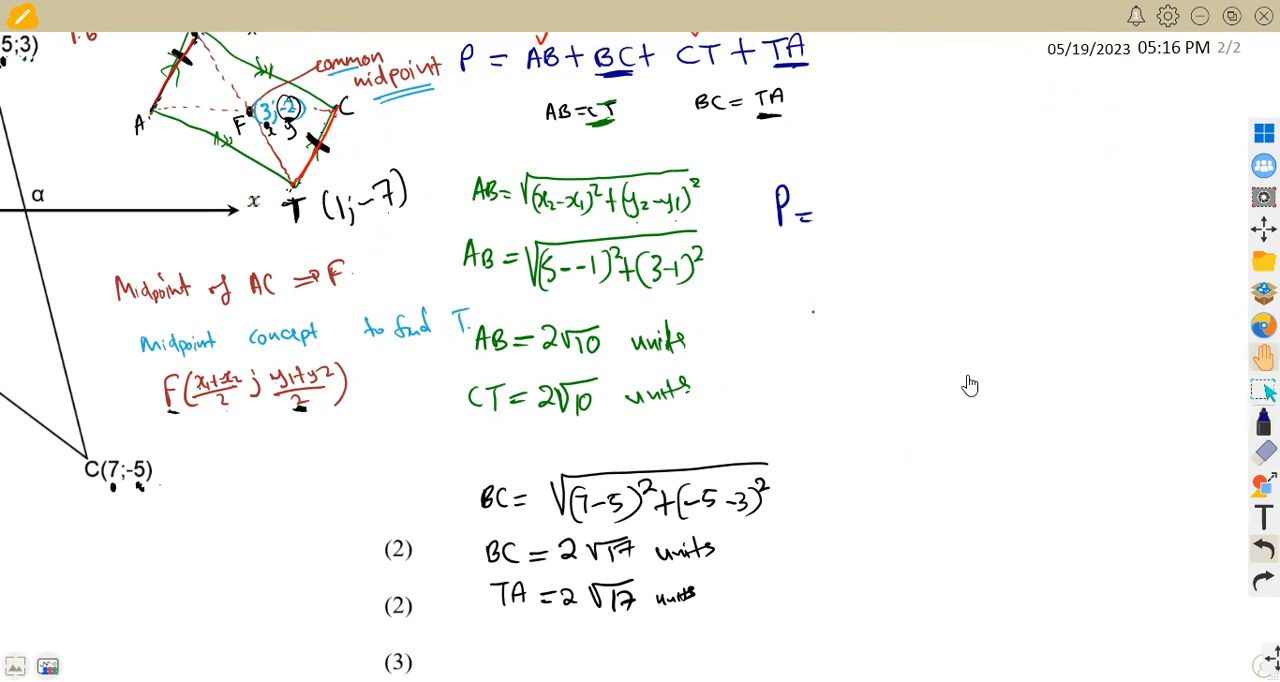 05/19/2023 05:16 PM 2/2
5;3)
1.6
common
midpoint
P = AB + BC + CT + TA
AB = CT
BC = TA
A
F
(3;-2)
x y
C
α
x
T (1;-7)
AB = √(x₂-x₁)²+(y₂-y₁)²
P =
AB = √(5--1)²+(3-1)²
Midpoint of AC ⇒ F.
Midpoint concept to find T.
AB = 2√10 units
F(x₁+x₂/2 ; y₁+y₂/2)
CT = 2√10 units
C(7;-5)
BC = √(7-5)²+(-5-3)²
(2)
BC = 2√17 units
TA = 2√17 units
(2)
(3)
T